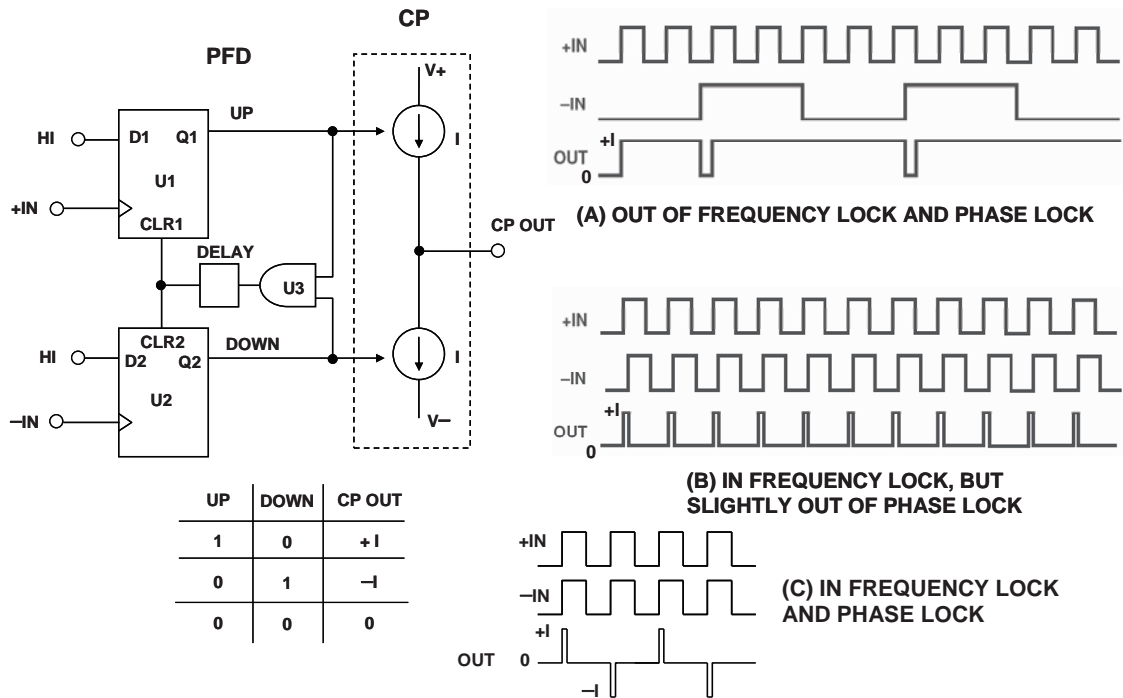 CP
PFD
V+
UP
HI
D1
Q1
I
U1
+IN
CLR1
CP OUT
DELAY
U3
CLR2
HI
D2
Q2
DOWN
I
U2
–IN
V–
UP DOWN CP OUT
1 0 + I
0 1 –I
0 0 0
+IN
–IN
+I
OUT
0
(A) OUT OF FREQUENCY LOCK AND PHASE LOCK
+IN
–IN
+I
OUT
0
(B) IN FREQUENCY LOCK, BUT
SLIGHTLY OUT OF PHASE LOCK
+IN
–IN
+I
OUT 0
–I
(C) IN FREQUENCY LOCK
AND PHASE LOCK